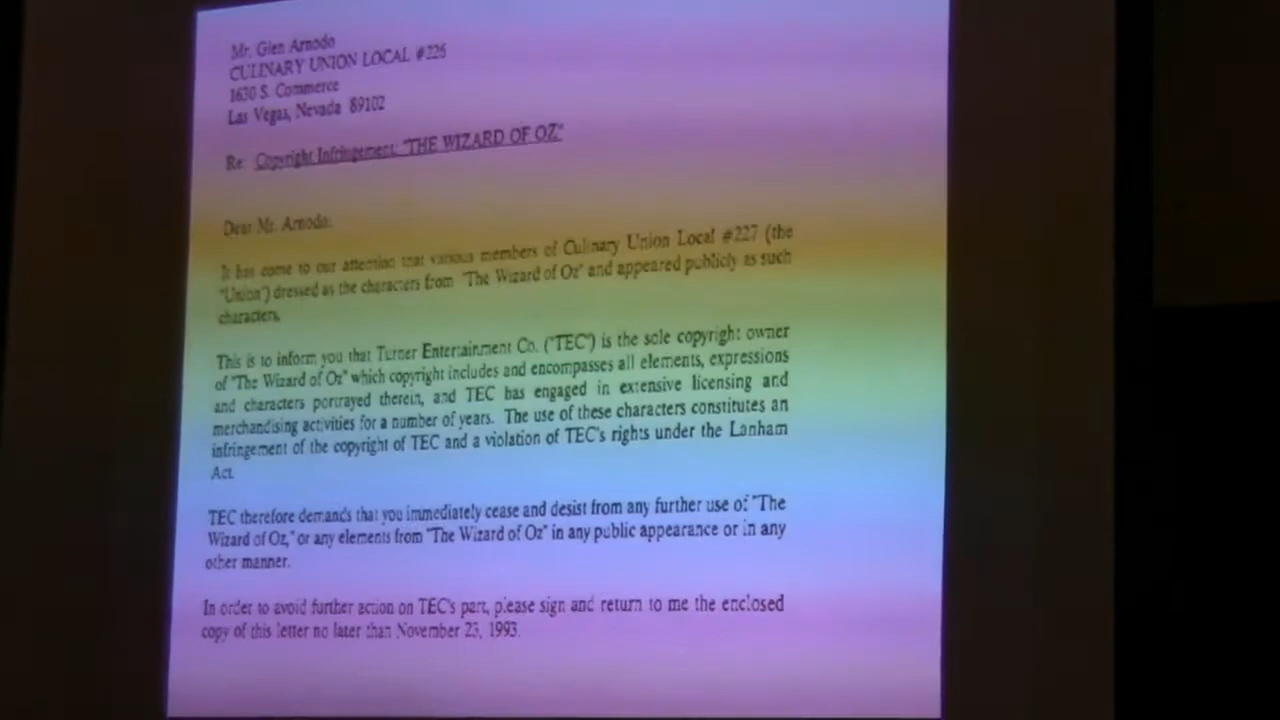 Mr. Glen Arnodo
CULINARY UNION LOCAL #226
1630 S. Commerce
Las Vegas, Nevada 89102
Re: Copyright Infringement: "THE WIZARD OF OZ"
Dear Mr. Arnodo:
It has come to our attention that various members of Culinary Union Local #227 (the
"Union") dressed as the characters from "The Wizard of Oz" and appeared publicly as such
characters.
This is to inform you that Turner Entertainment Co. ("TEC") is the sole copyright owner
of "The Wizard of Oz" which copyright includes and encompasses all elements, expressions
and characters portrayed therein, and TEC has engaged in extensive licensing and
merchandising activities for a number of years. The use of these characters constitutes an
infringement of the copyright of TEC and a violation of TEC's rights under the Lanham
Act.
TEC therefore demands that you immediately cease and desist from any further use of "The
Wizard of Oz," or any elements from "The Wizard of Oz" in any public appearance or in any
other manner.
In order to avoid further action on TEC's part, please sign and return to me the enclosed
copy of this letter no later than November 23, 1993.